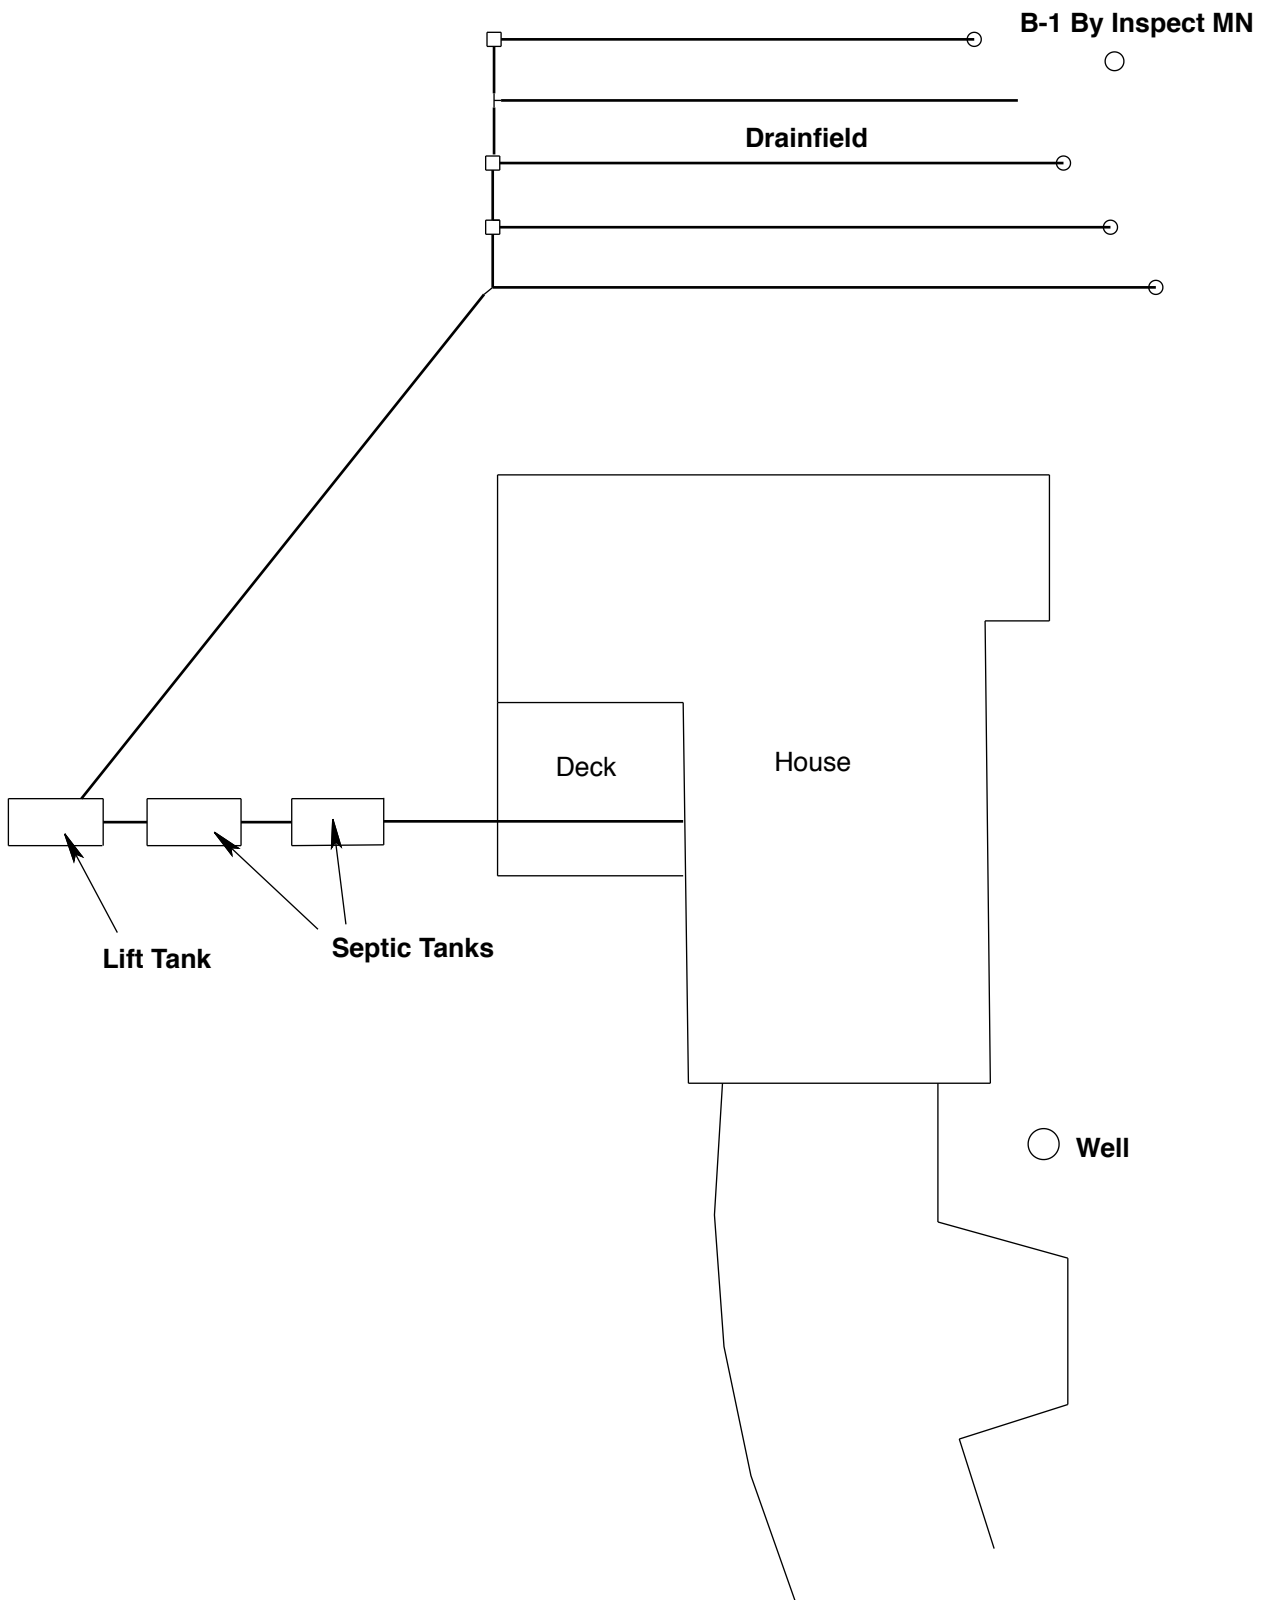 B-1 By Inspect MN
Drainfield
Deck
House
Septic Tanks
Lift Tank
Well